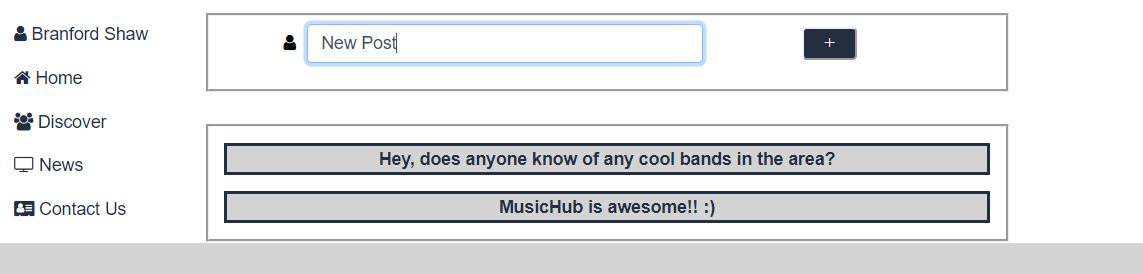 Branford Shaw
Home
Discover
News
Contact Us
New Post
+
Hey, does anyone know of any cool bands in the area?
MusicHub is awesome!! :)